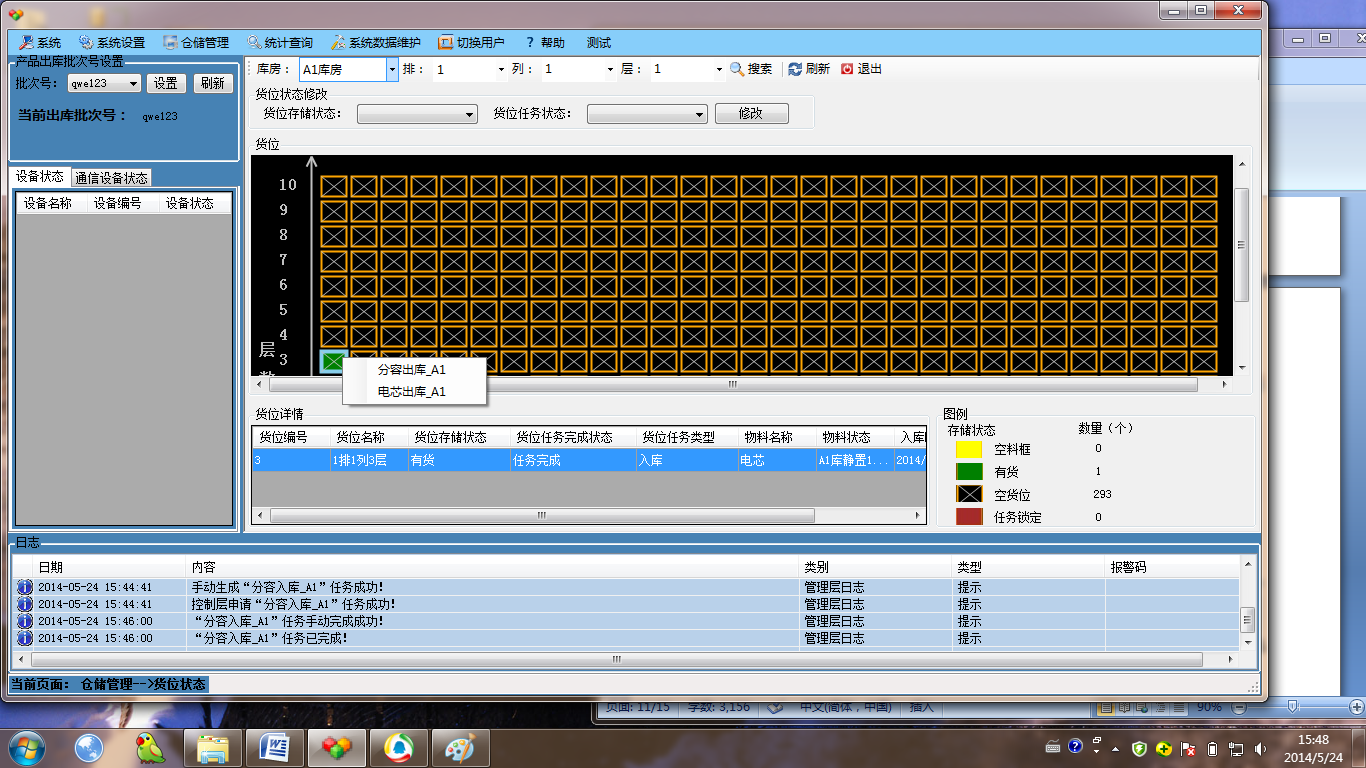 系统 系统设置 仓储管理 统计查询 系统数据维护 切换用户 ? 帮助 测试
产品出库批次号设置
批次号： qwe123 设置 刷新
当前出库批次号： qwe123
库房： A1库房 排： 1 列： 1 层： 1 搜索 刷新 退出
货位状态修改
货位存储状态： 货位任务状态： 修改
设备状态 通信设备状态
设备名称 设备编号 设备状态
货位
10
9
8
7
6
5
4
层 3
分容出库_A1
电芯出库_A1
货位详情
货位编号 货位名称 货位存储状态 货位任务完成状态 货位任务类型 物料名称 物料状态 入库
3 1排1列3层 有货 任务完成 入库 电芯 A1库静置1... 2014/
图例
存储状态 数量（个）
空料框 0
有货 1
空货位 293
任务锁定 0
日志
日期 内容 类别 类型 报警码
2014-05-24 15:44:41 手动生成“分容入库_A1”任务成功! 管理层日志 提示
2014-05-24 15:44:41 控制层申请“分容入库_A1”任务成功! 管理层日志 提示
2014-05-24 15:46:00 “分容入库_A1”任务手动完成成功! 管理层日志 提示
2014-05-24 15:46:00 “分容入库_A1”任务已完成! 管理层日志 提示
当前页面： 仓储管理-->货位状态
页面: 11/15 字数: 3,156 中文(简体，中国) 插入 90%
15:48
2014/5/24